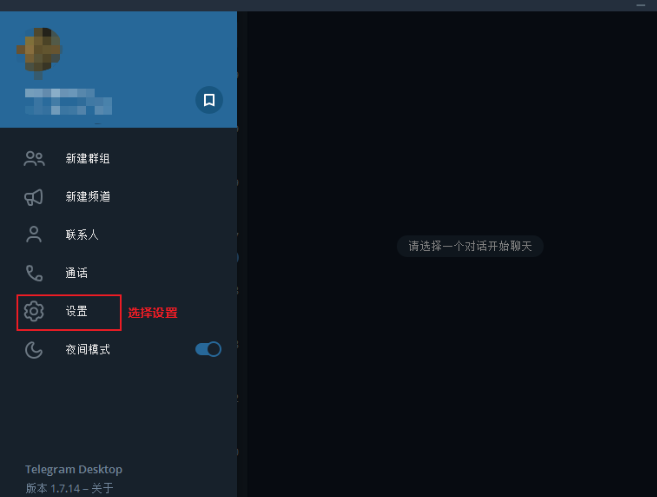 新建群组
新建频道
联系人
通话
设置
选择设置
夜间模式
请选择一个对话开始聊天
Telegram Desktop
版本 1.7.14 – 关于